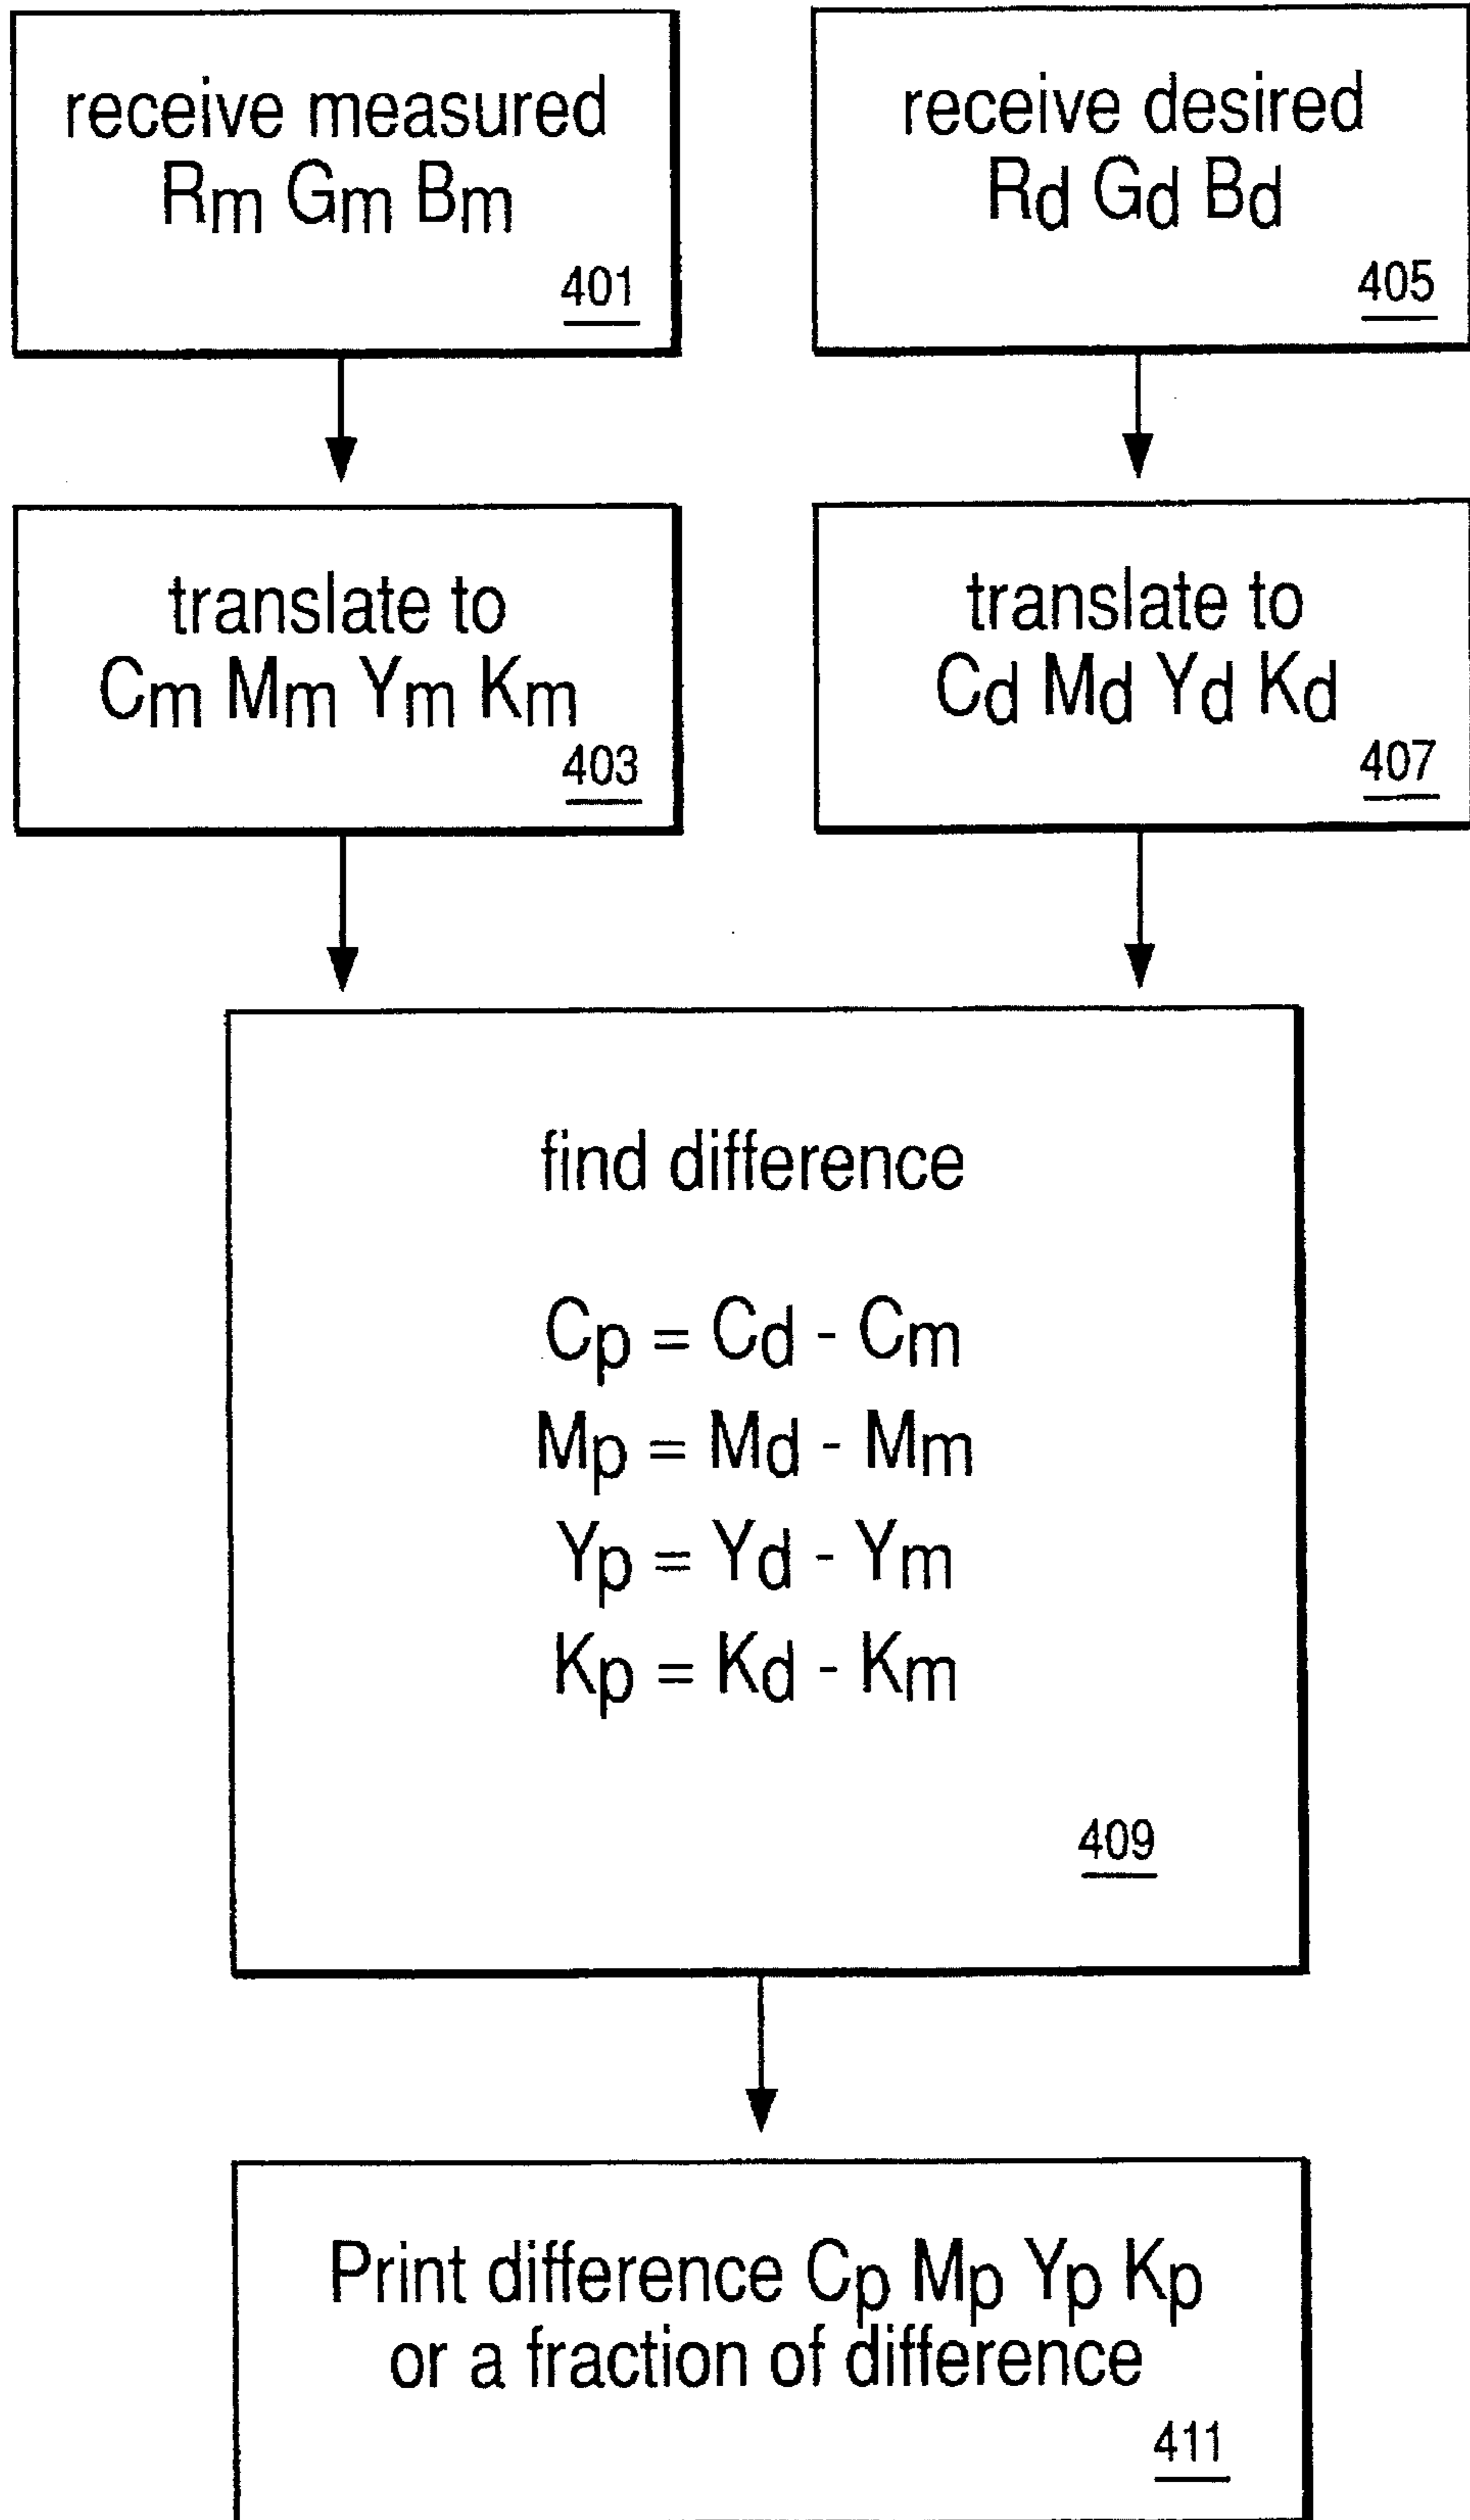 receive measured
Rm Gm Bm
401
receive desired
Rd Gd Bd
405
translate to
Cm Mm Ym Km
403
translate to
Cd Md Yd Kd
407
find difference
Cp = Cd - Cm
Mp = Md - Mm
Yp = Yd - Ym
Kp = Kd - Km
409
Print difference Cp Mp Yp Kp
or a fraction of difference
411